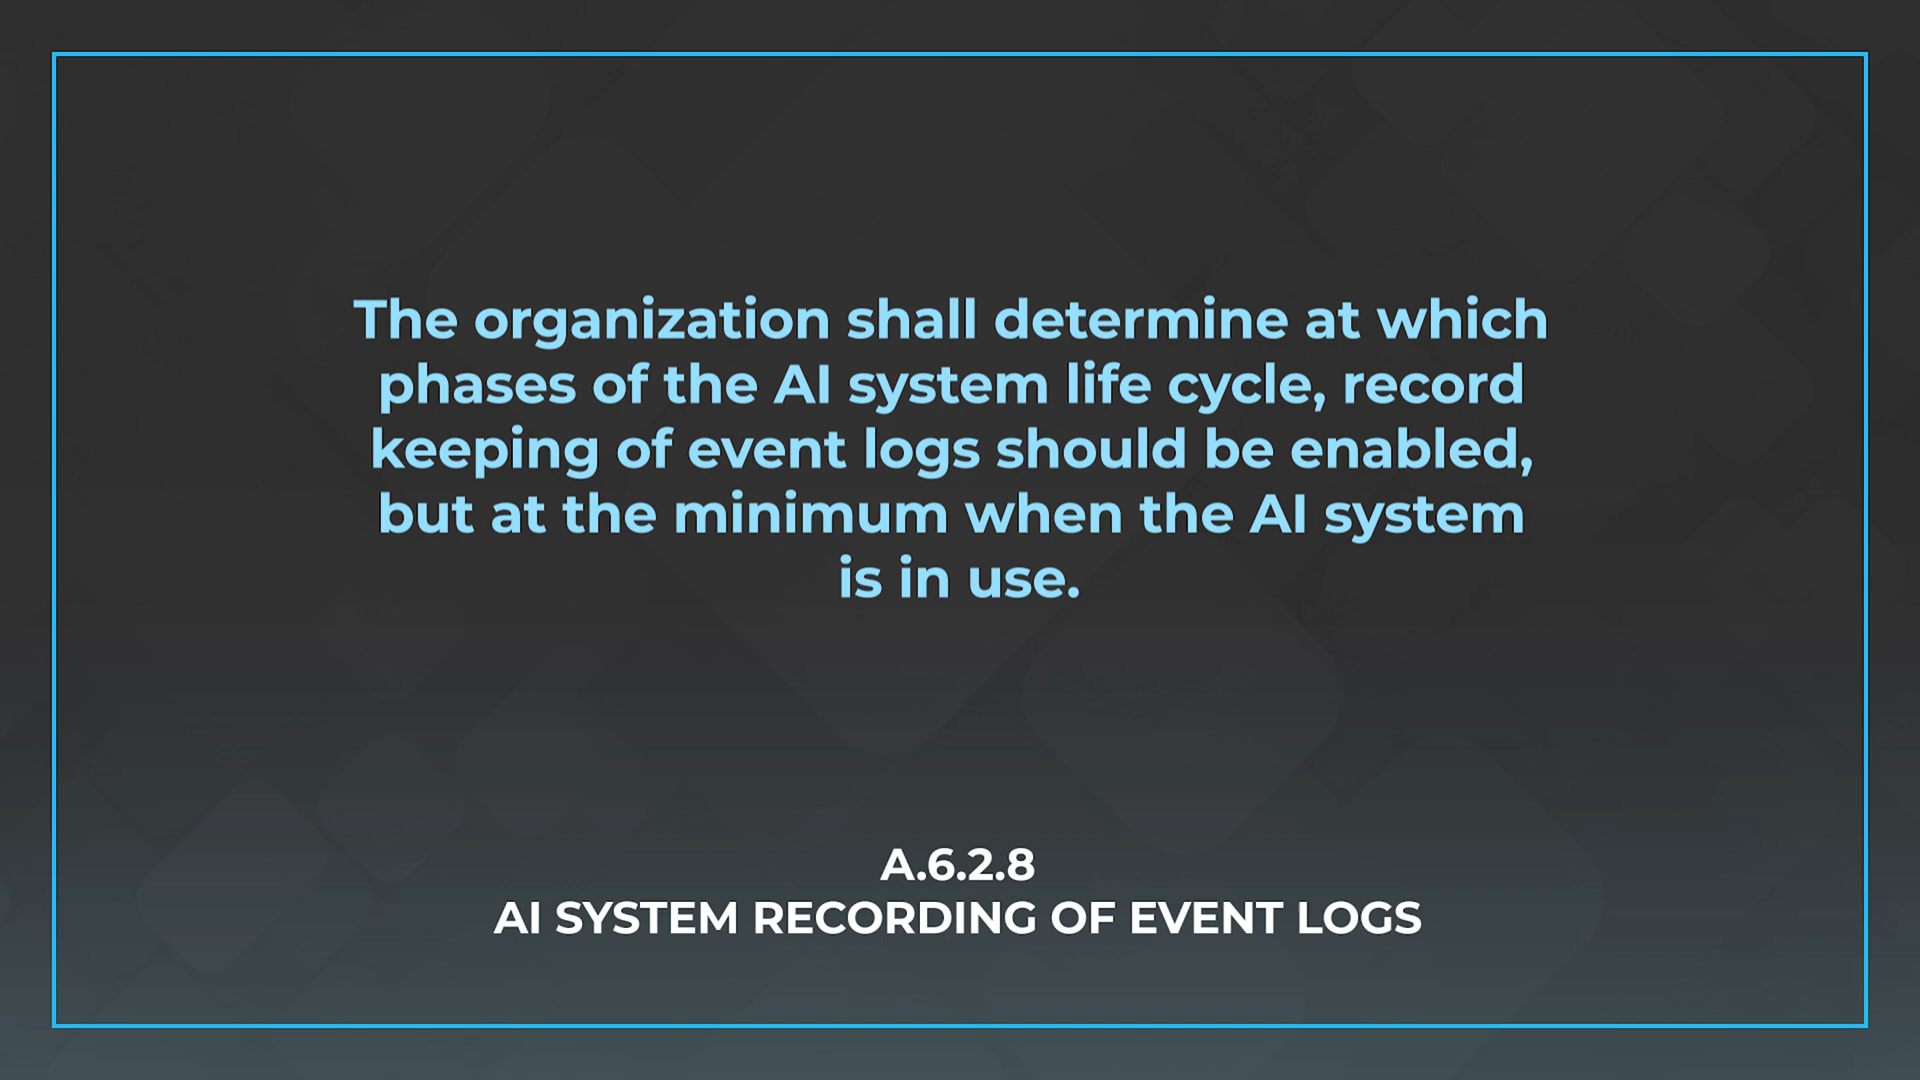 The organization shall determine at which
phases of the AI system life cycle, record
keeping of event logs should be enabled,
but at the minimum when the AI system
is in use.
A.6.2.8
AI SYSTEM RECORDING OF EVENT LOGS